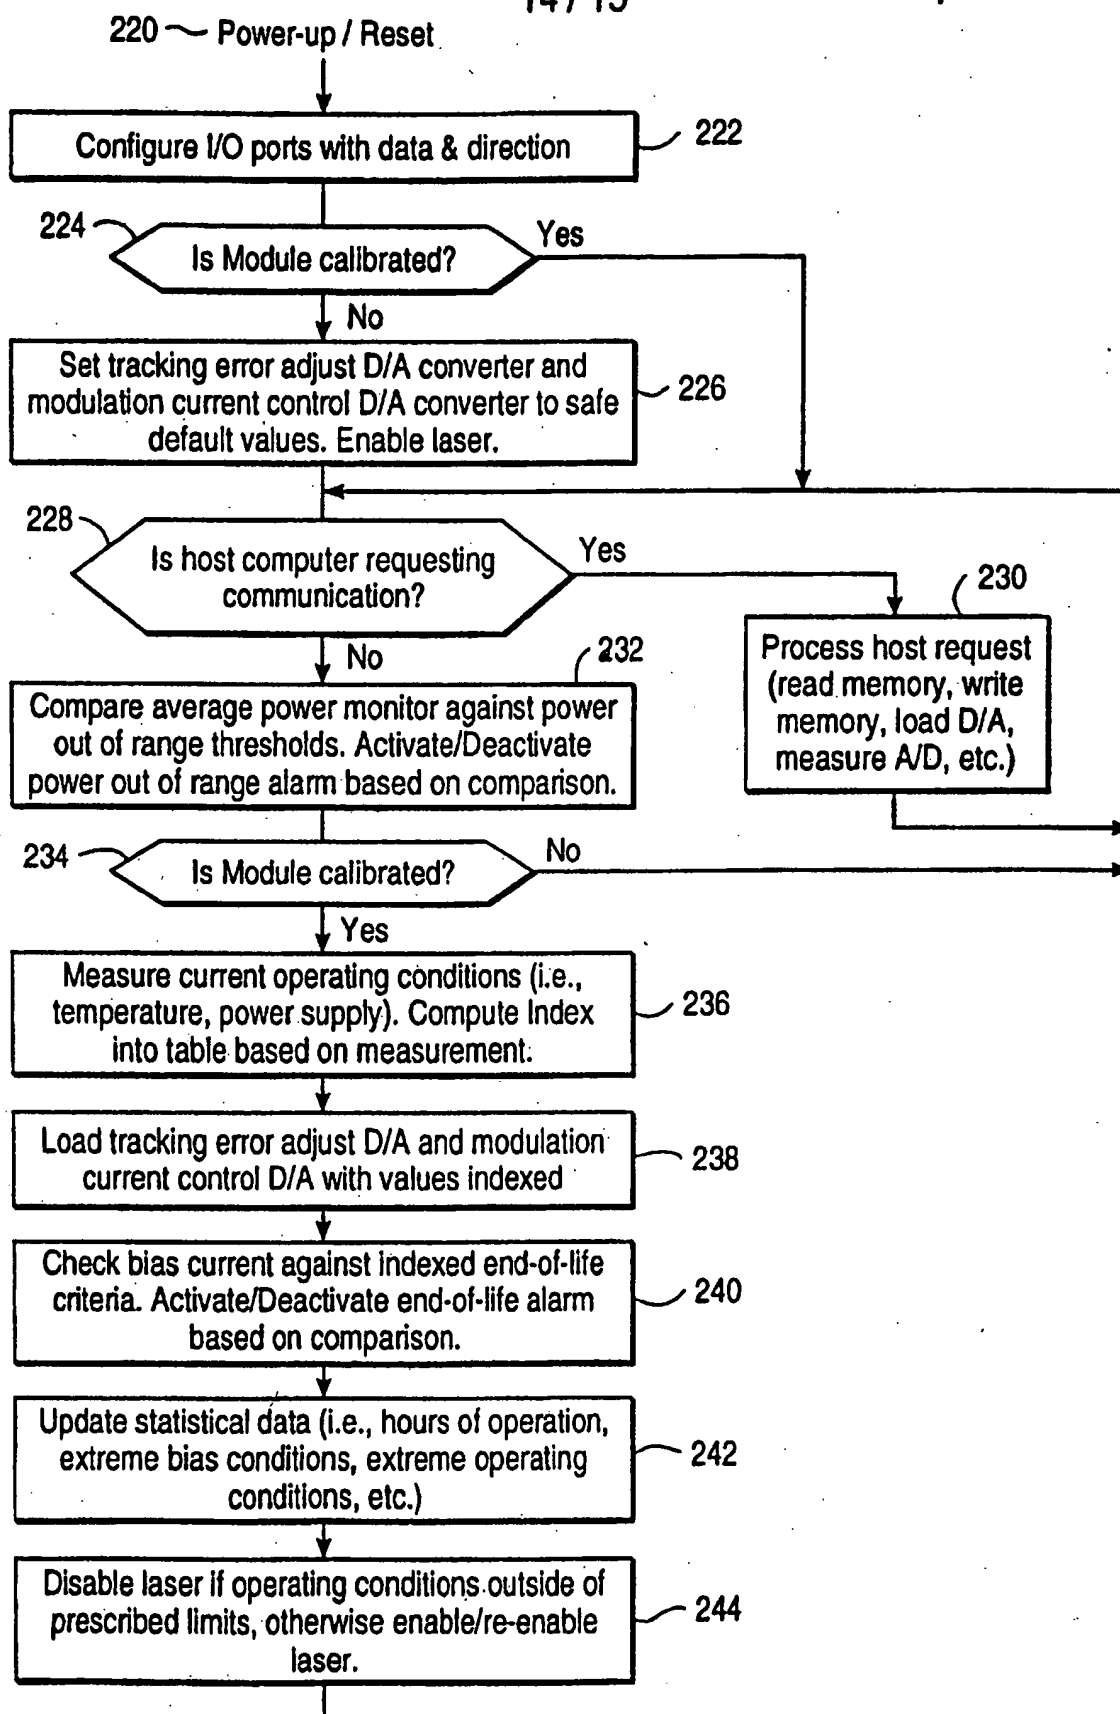 220 Power-up / Reset
Configure I/O ports with data & direction
222
224
Is Module calibrated?
Yes
No
Set tracking error adjust D/A converter and
modulation current control D/A converter to safe
default values. Enable laser.
226
228
Is host computer requesting
communication?
Yes
230
Process host request
(read memory, write
memory, load D/A,
measure A/D, etc.)
No
232
Compare average power monitor against power
out of range thresholds. Activate/Deactivate
power out of range alarm based on comparison.
234
Is Module calibrated?
No
Yes
Measure current operating conditions (i.e.,
temperature, power supply). Compute Index
into table based on measurement.
236
Load tracking error adjust D/A and modulation
current control D/A with values indexed
238
Check bias current against indexed end-of-life
criteria. Activate/Deactivate end-of-life alarm
based on comparison.
240
Update statistical data (i.e., hours of operation,
extreme bias conditions, extreme operating
conditions, etc.)
242
Disable laser if operating conditions outside of
prescribed limits, otherwise enable/re-enable
laser.
244